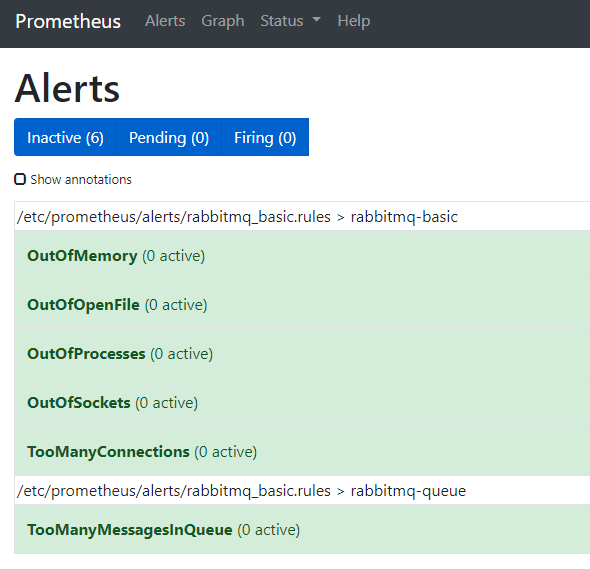 Prometheus Alerts Graph Status Help
Alerts
Inactive (6) Pending (0) Firing (0)
Show annotations
/etc/prometheus/alerts/rabbitmq_basic.rules > rabbitmq-basic
OutOfMemory (0 active)
OutOfOpenFile (0 active)
OutOfProcesses (0 active)
OutOfSockets (0 active)
TooManyConnections (0 active)
/etc/prometheus/alerts/rabbitmq_basic.rules > rabbitmq-queue
TooManyMessagesInQueue (0 active)